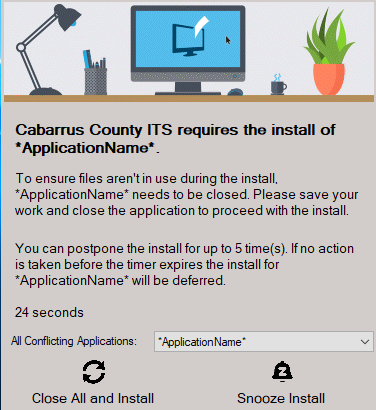 Cabarrus County ITS requires the install of
*ApplicationName*.
To ensure files aren't in use during the install,
*ApplicationName* needs to be closed. Please save your
work and close the application to proceed with the install.
You can postpone the install for up to 5 time(s). If no action
is taken before the timer expires the install for
*ApplicationName* will be deferred.
24 seconds
All Conflicting Applications: *ApplicationName*
Close All and Install Snooze Install